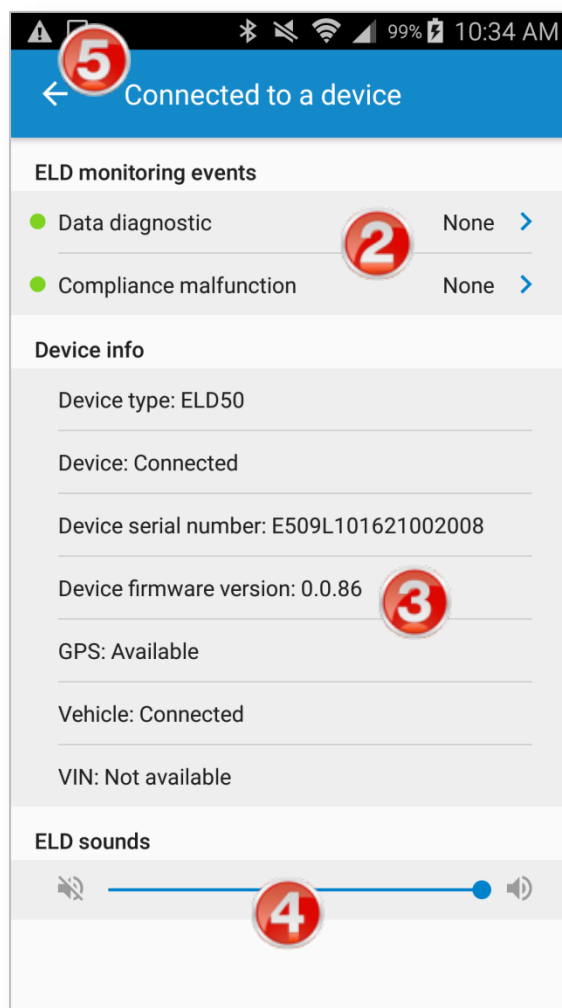 99% 10:34 AM
5
Connected to a device
ELD monitoring events
Data diagnostic None
2
Compliance malfunction None
Device info
Device type: ELD50
Device: Connected
Device serial number: E509L101621002008
Device firmware version: 0.0.86
3
GPS: Available
Vehicle: Connected
VIN: Not available
ELD sounds
4